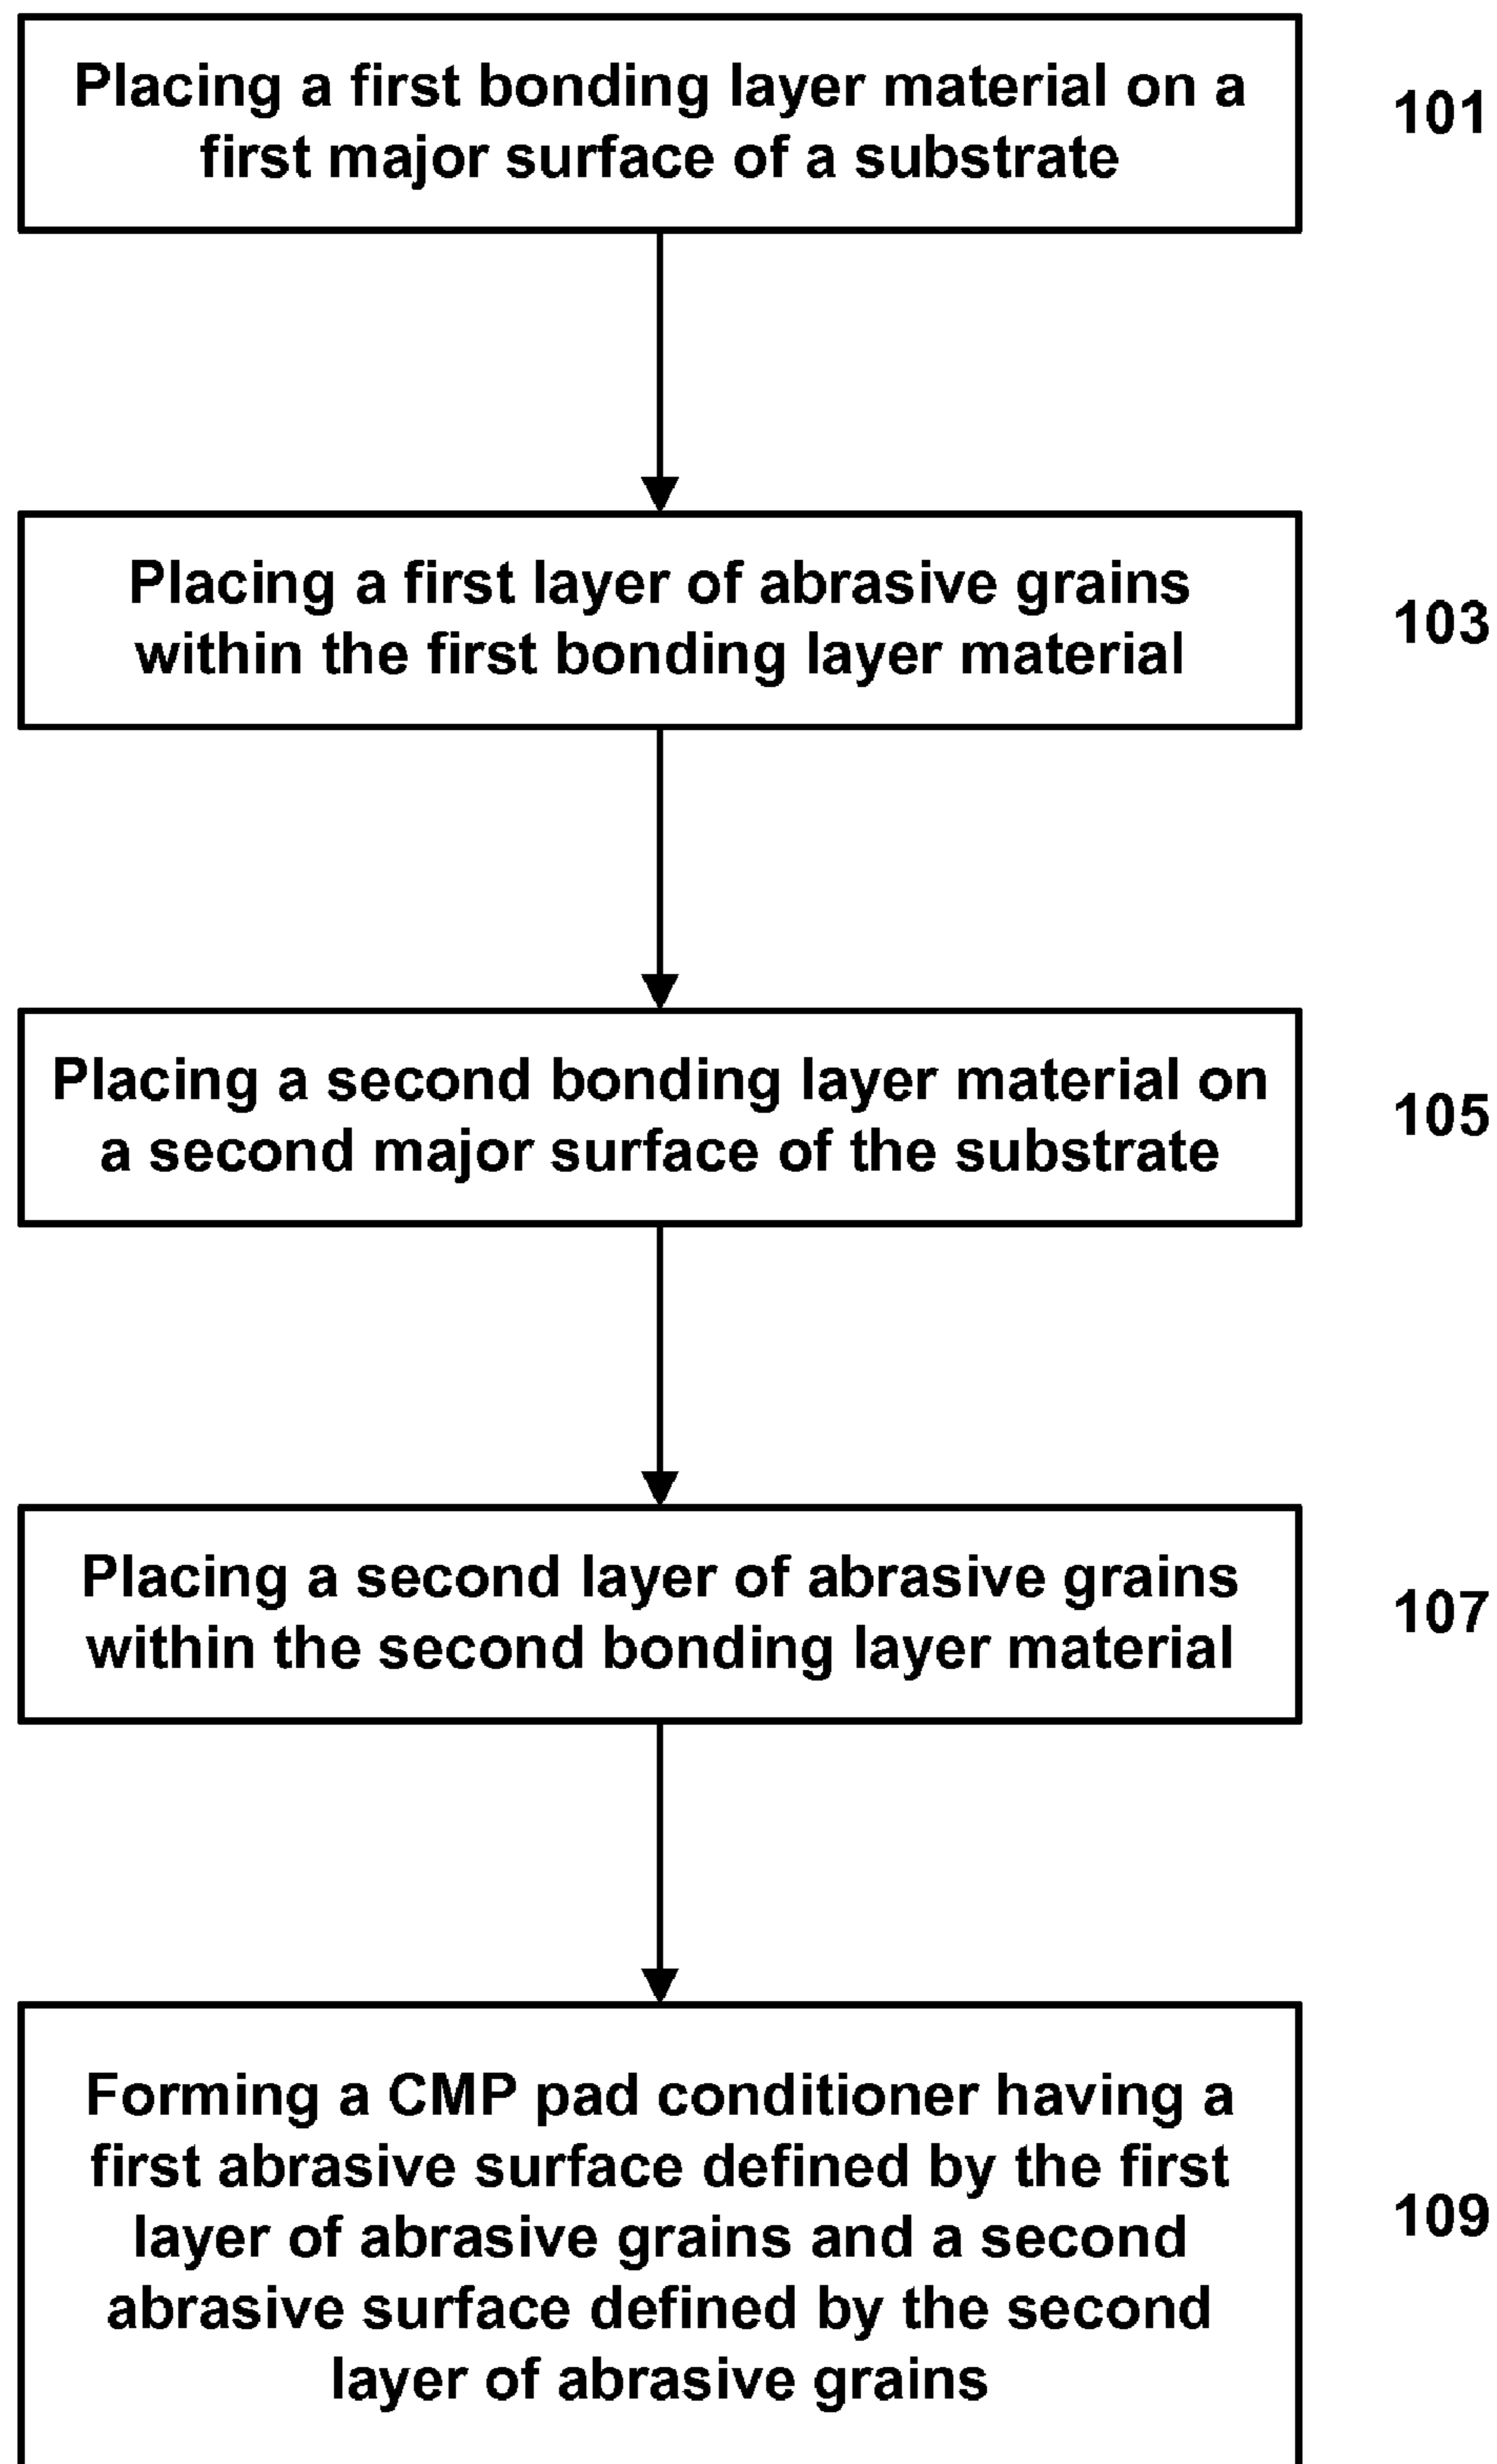 Placing a first bonding layer material on a
first major surface of a substrate
101
Placing a first layer of abrasive grains
within the first bonding layer material
103
Placing a second bonding layer material on
a second major surface of the substrate
105
Placing a second layer of abrasive grains
within the second bonding layer material
107
Forming a CMP pad conditioner having a
first abrasive surface defined by the first
layer of abrasive grains and a second
abrasive surface defined by the second
layer of abrasive grains
109